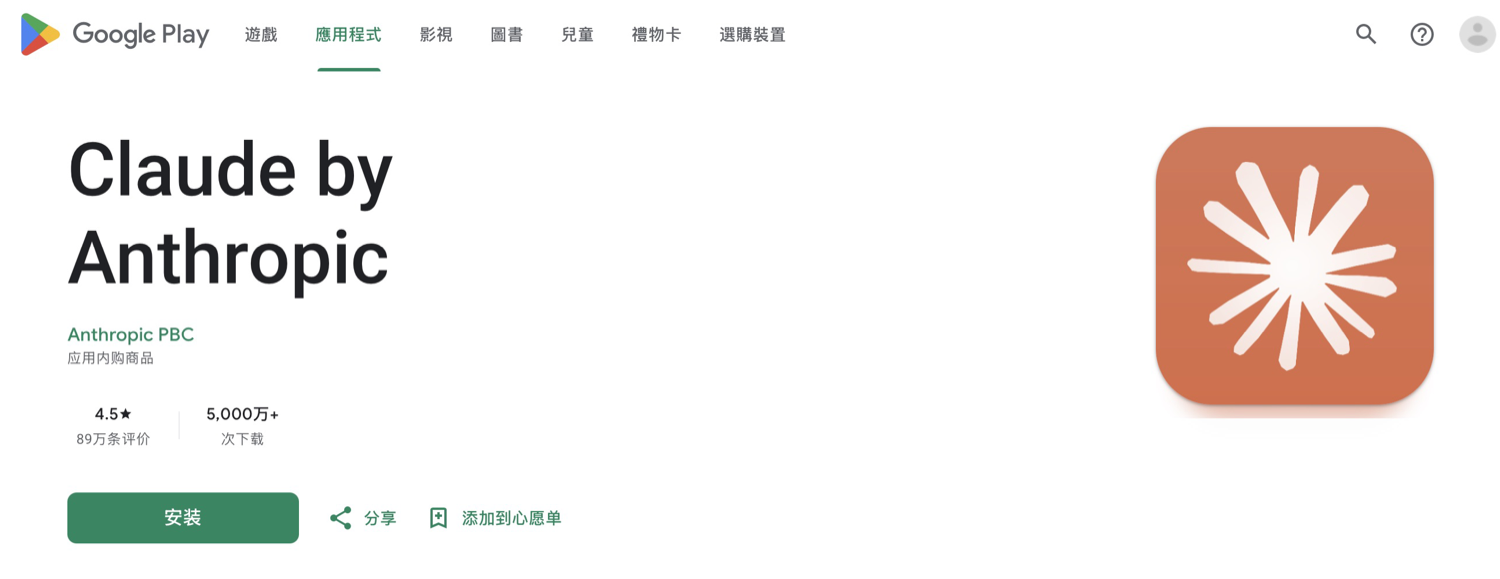 Google Play 遊戲 應用程式 影視 圖書 兒童 禮物卡 選購裝置
Claude by
Anthropic
Anthropic PBC
应用内购商品
4.5★ 5,000万+
89万条评价 次下载
安装 分享 添加到心愿单